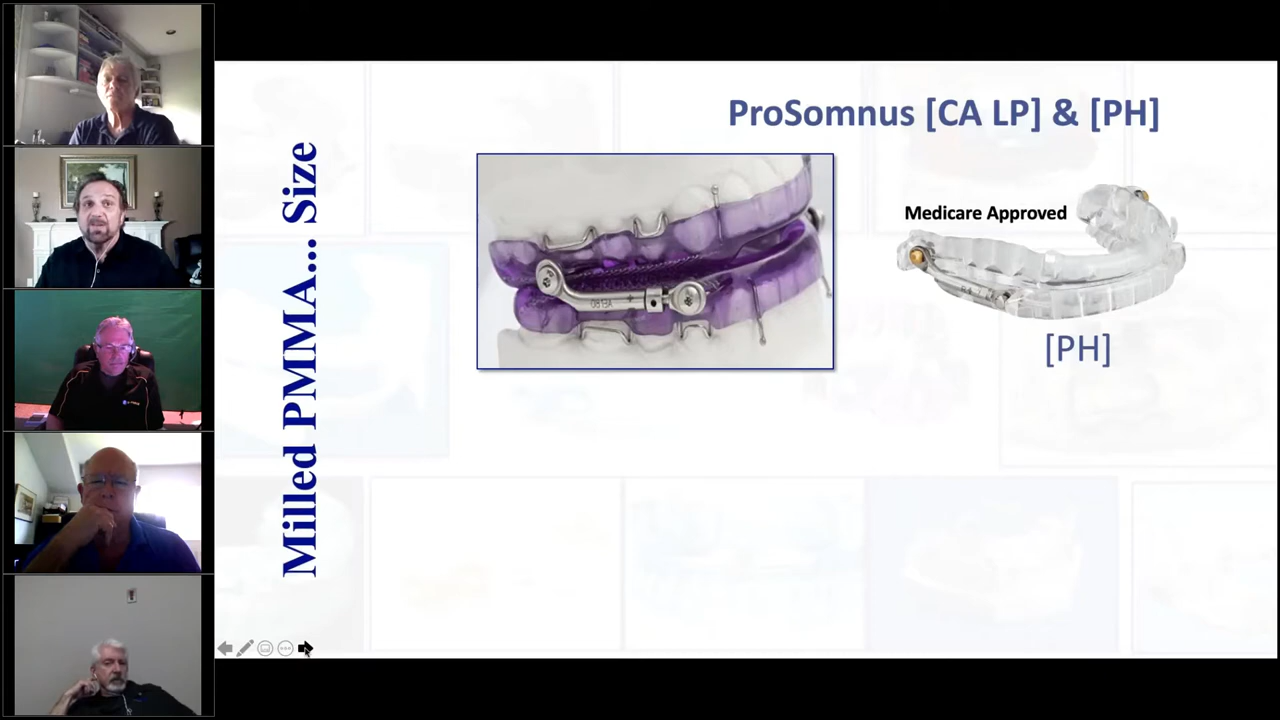 ProSomnus [CA LP] & [PH]
Milled PMMA... Size
Medicare Approved
[PH]